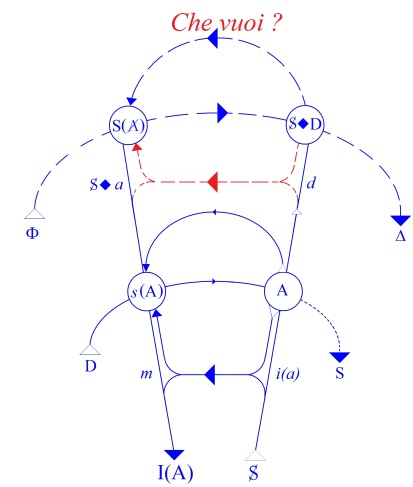 Che vuoi ?
S(Ⱥ) $◆D
$◆ a d
Φ Δ
s(A) A
D S
m i(a)
I(A) $